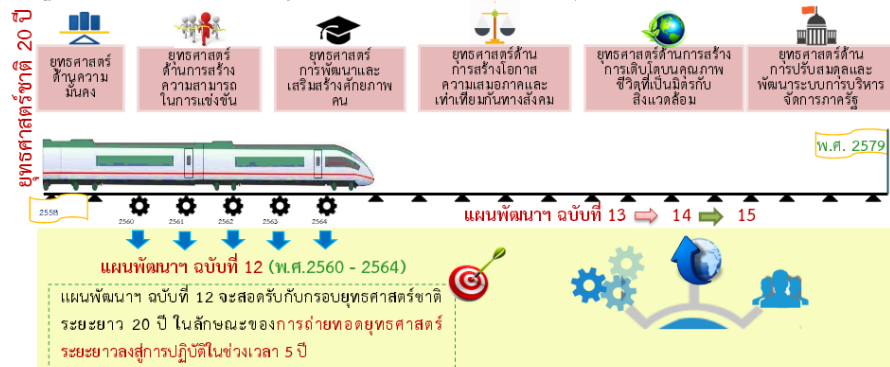 ยุทธศาสตร์ชาติ 20 ปี
ยุทธศาสตร์
ด้านความ
มั่นคง
ยุทธศาสตร์
ด้านการสร้าง
ความสามารถ
ในการแข่งขัน
ยุทธศาสตร์
การพัฒนาและ
เสริมสร้างศักยภาพ
คน
ยุทธศาสตร์ด้าน
การสร้างโอกาส
ความเสมอภาคและ
เท่าเทียมกันทางสังคม
ยุทธศาสตร์ด้านการสร้าง
การเติบโตบนคุณภาพ
ชีวิตที่เป็นมิตรกับ
สิ่งแวดล้อม
ยุทธศาสตร์ด้าน
การปรับสมดุลและ
พัฒนาระบบการบริหาร
จัดการภาครัฐ
พ.ศ. 2579
2558
2560
2561
2562
2563
2564
แผนพัฒนาฯ ฉบับที่ 13 14 15
แผนพัฒนาฯ ฉบับที่ 12 (พ.ศ.2560 - 2564)
แผนพัฒนาฯ ฉบับที่ 12 จะสอดรับกับกรอบยุทธศาสตร์ชาติ
ระยะยาว 20 ปี ในลักษณะของการถ่ายทอดยุทธศาสตร์
ระยะยาวลงสู่การปฏิบัติในช่วงเวลา 5 ปี